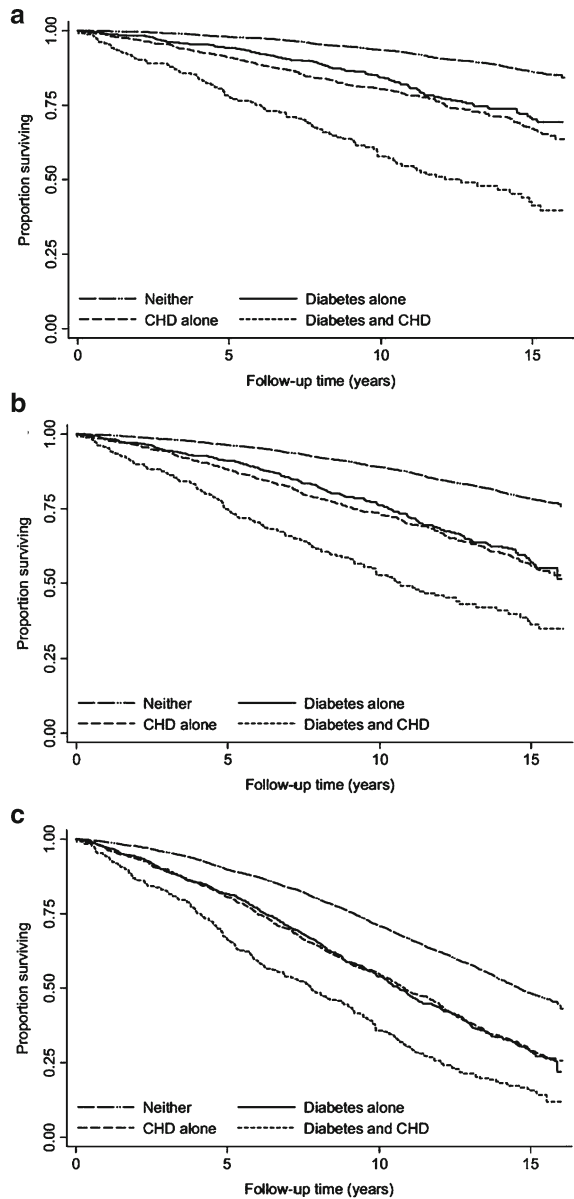 a
1.00
0.75
0.50
0.25
0.00
Proportion surviving
Neither Diabetes alone
CHD alone Diabetes and CHD
0 5 10 15
Follow-up time (years)
b
1.00
0.75
0.50
0.25
0.00
Proportion surviving
Neither Diabetes alone
CHD alone Diabetes and CHD
0 5 10 15
Follow-up time (years)
c
1.00
0.75
0.50
0.25
0.00
Proportion surviving
Neither Diabetes alone
CHD alone Diabetes and CHD
0 5 10 15
Follow-up time (years)